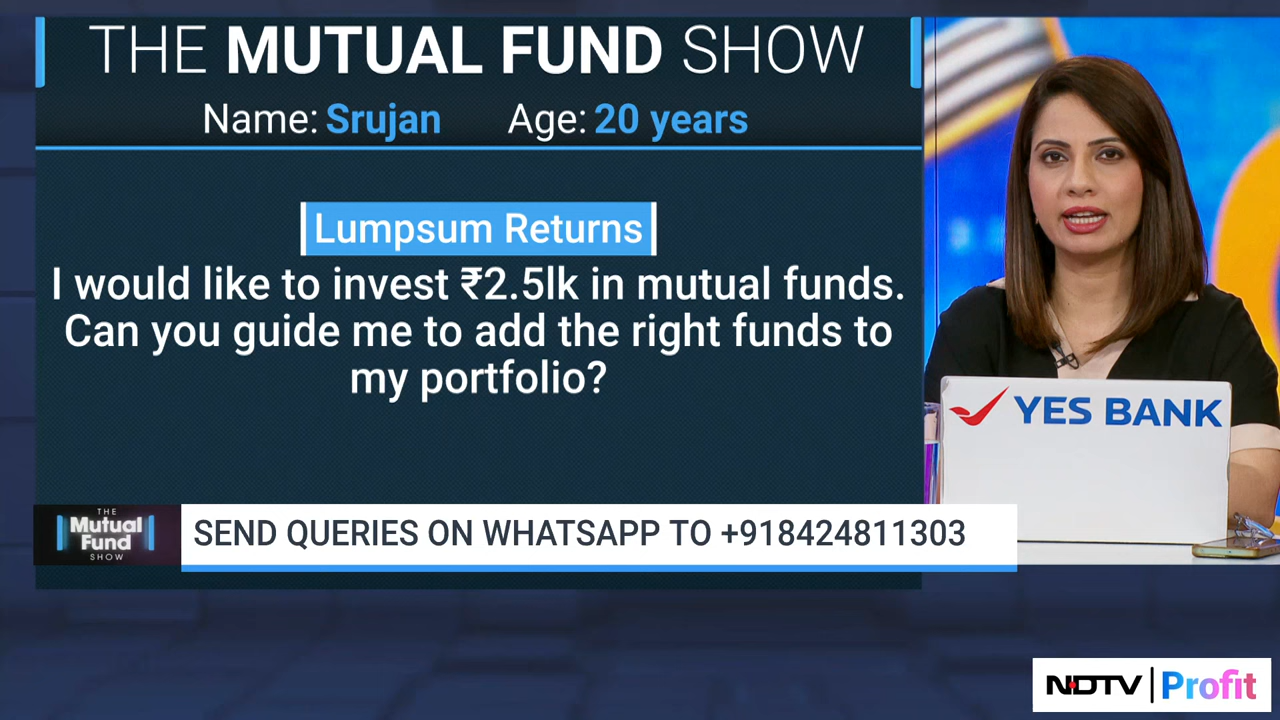 THE MUTUAL FUND SHOW
Name: Srujan Age: 20 years
Lumpsum Returns
I would like to invest ₹2.5lk in mutual funds.
Can you guide me to add the right funds to
my portfolio?
YES BANK
THE
Mutual
Fund
SHOW
SEND QUERIES ON WHATSAPP TO +918424811303
NDTV Profit